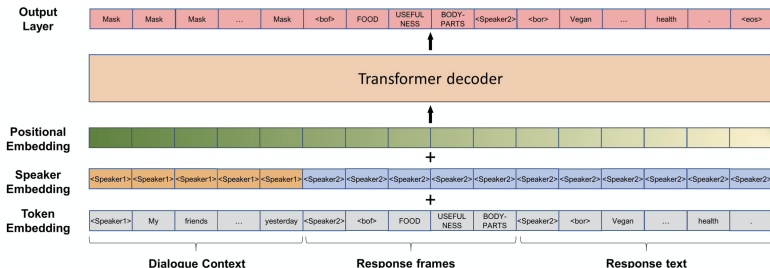 Output Layer
Mask Mask Mask ... Mask <bof> FOOD USEFUL NESS BODY- PARTS <Speaker2> <bor> Vegan ... health . <eos>
Transformer decoder
Positional Embedding
+
Speaker Embedding
<Speaker1> <Speaker1> <Speaker1> <Speaker1> <Speaker1> <Speaker2> <Speaker2> <Speaker2> <Speaker2> <Speaker2> <Speaker2> <Speaker2> <Speaker2> <Speaker2> <Speaker2> <Speaker2>
+
Token Embedding
<Speaker1> My friends ... yesterday <Speaker2> <bof> FOOD USEFUL NESS BODY- PARTS <Speaker2> <bor> Vegan ... health .
Dialogue Context Response frames Response text